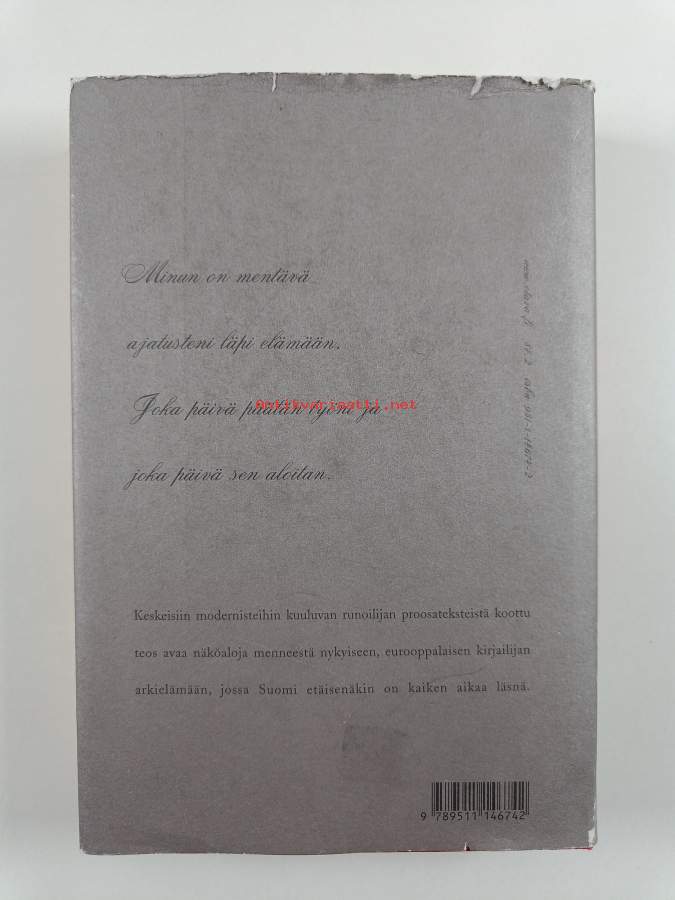 Minun on mentävä
ajatusteni läpi elämään.
Joka päivä päätän työni ja
Antikvariaatti.net
joka päivä sen aloitan.
Keskeisiin modernisteihin kuuluvan runoilijan proosateksteistä koottu
teos avaa näköaloja menneestä nykyiseen, eurooppalaisen kirjailijan
arkielämään, jossa Suomi etäisenäkin on kaiken aikaa läsnä.
9 789511 146742